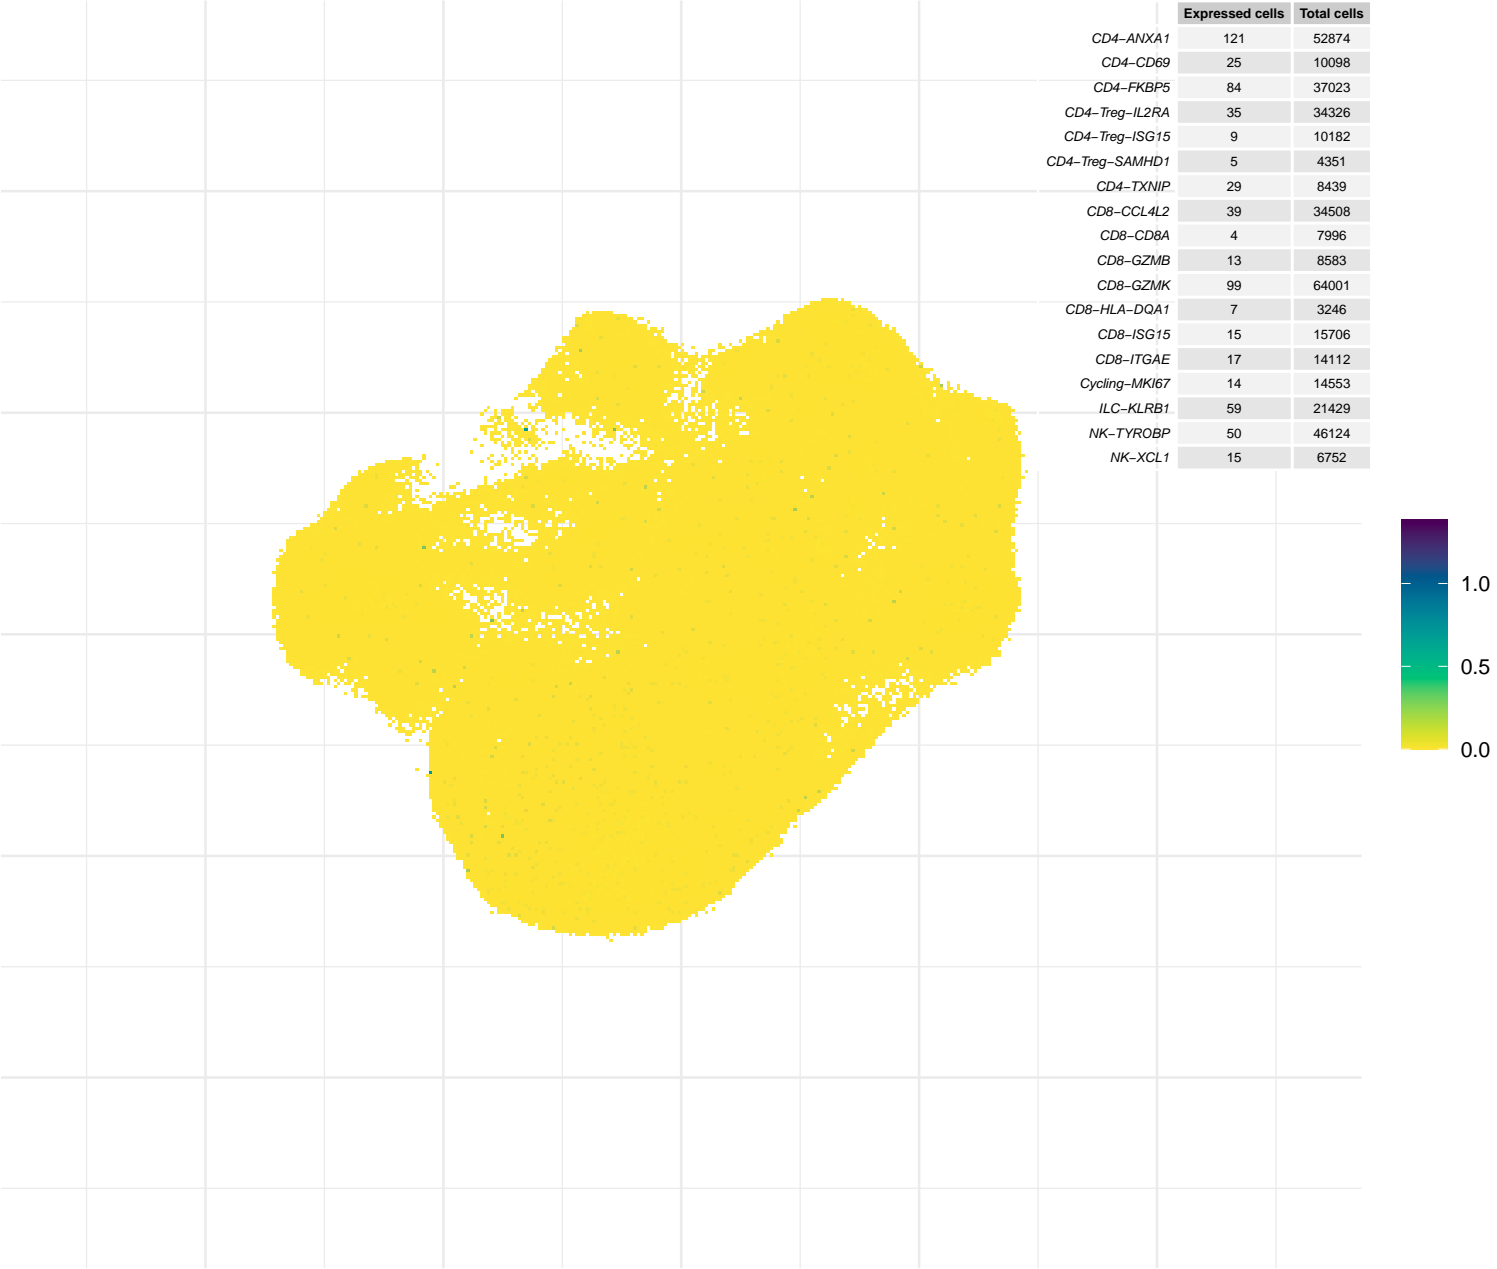 Expressed cells Total cells
CD4−ANXA1 121 52874
CD4−CD69 25 10098
CD4−FKBP5 84 37023
CD4−Treg−IL2RA 35 34326
CD4−Treg−ISG15 9 10182
CD4−Treg−SAMHD1 5 4351
CD4−TXNIP 29 8439
CD8−CCL4L2 39 34508
CD8−CD8A 4 7996
CD8−GZMB 13 8583
CD8−GZMK 99 64001
CD8−HLA−DQA1 7 3246
CD8−ISG15 15 15706
CD8−ITGAE 17 14112
Cycling−MKI67 14 14553
ILC−KLRB1 59 21429
NK−TYROBP 50 46124
NK−XCL1 15 6752
1.0
0.5
0.0